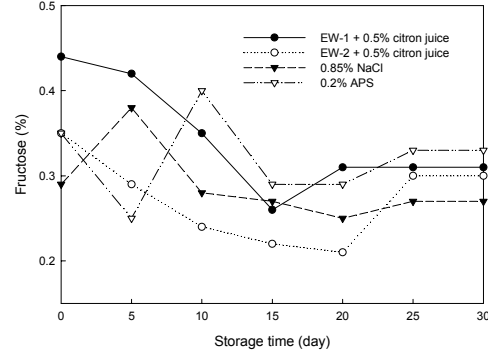 0.5
EW-1 + 0.5% citron juice
EW-2 + 0.5% citron juice
0.85% NaCl
0.2% APS
0.4
Fructose (%)
0.3
0.2
0 5 10 15 20 25 30
Storage time (day)